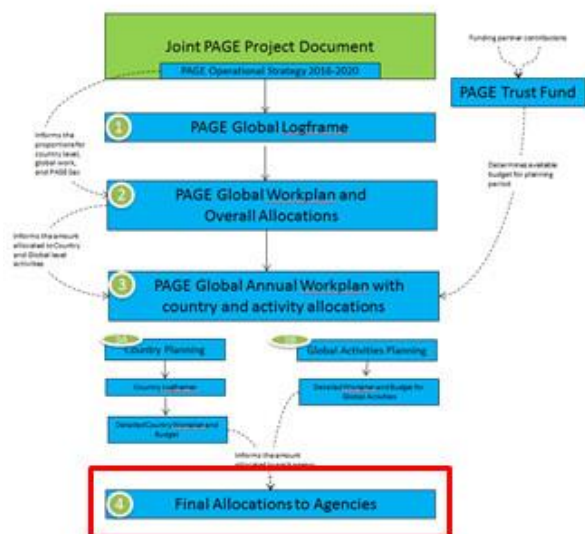 Joint PAGE Project Document
PAGE Operational Strategy 2016-2020
Funding partner contributions
PAGE Trust Fund
Informs the
proportions for
country level,
global work,
and PAGE Sec
1
PAGE Global Logframe
Determines available
budget for planning
period
2
PAGE Global Workplan and
Overall Allocations
Informs the amount
allocated to Country
and Global level
activities
3
PAGE Global Annual Workplan with
country and activity allocations
Country Planning
Global Activities Planning
Country Logframes
Detailed Workplan and Budget for
Global Activities
Detailed Country Workplan and
Budget
Informs the amount
4
Final Allocations to Agencies